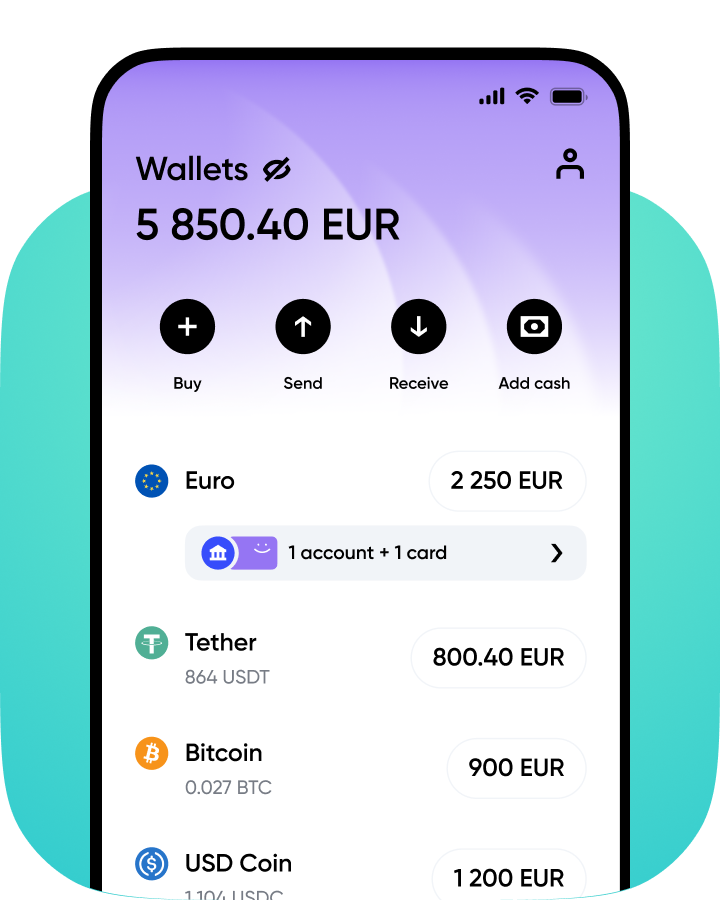 Wallets
5 850.40 EUR
Buy Send Receive Add cash
Euro 2 250 EUR
1 account + 1 card
Tether 800.40 EUR
864 USDT
Bitcoin 900 EUR
0.027 BTC
USD Coin 1 200 EUR
1 104 USDC